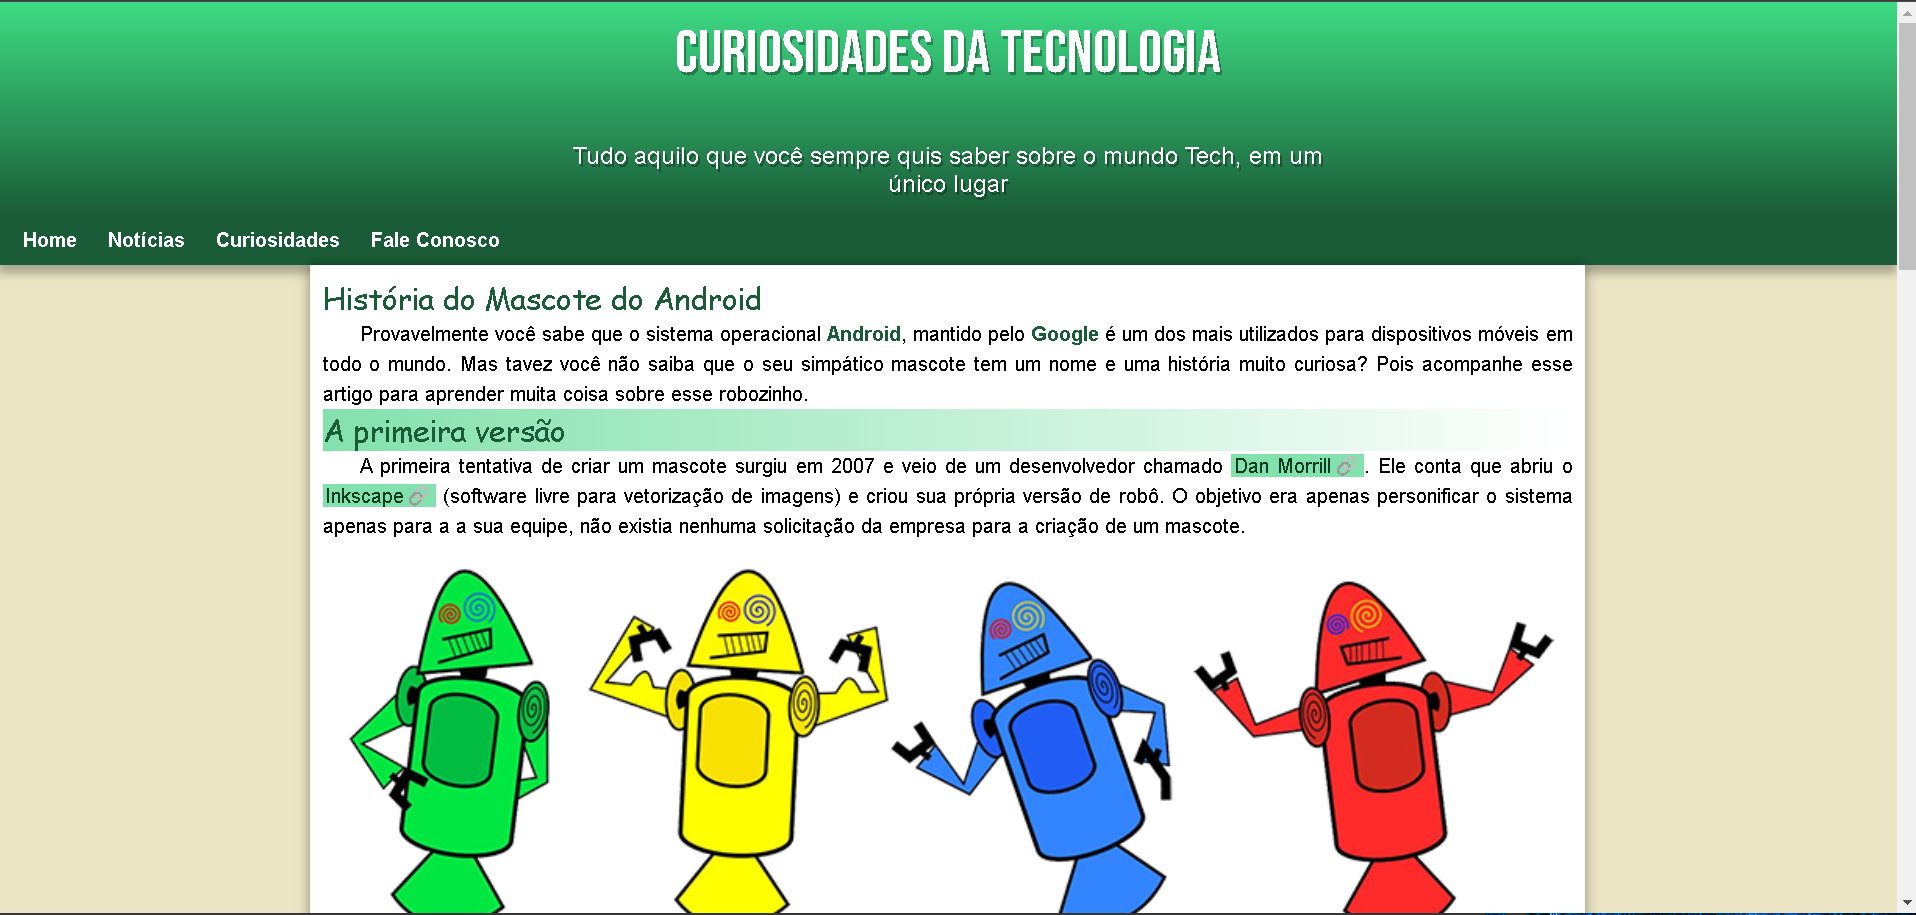 CURIOSIDADES DA TECNOLOGIA
Tudo aquilo que você sempre quis saber sobre o mundo Tech, em um
único lugar
Home Notícias Curiosidades Fale Conosco
História do Mascote do Android
Provavelmente você sabe que o sistema operacional Android, mantido pelo Google é um dos mais utilizados para dispositivos móveis em
todo o mundo. Mas tavez você não saiba que o seu simpático mascote tem um nome e uma história muito curiosa? Pois acompanhe esse
artigo para aprender muita coisa sobre esse robozinho.
A primeira versão
A primeira tentativa de criar um mascote surgiu em 2007 e veio de um desenvolvedor chamado Dan Morrill. Ele conta que abriu o
Inkscape (software livre para vetorização de imagens) e criou sua própria versão de robô. O objetivo era apenas personificar o sistema
apenas para a a sua equipe, não existia nenhuma solicitação da empresa para a criação de um mascote.